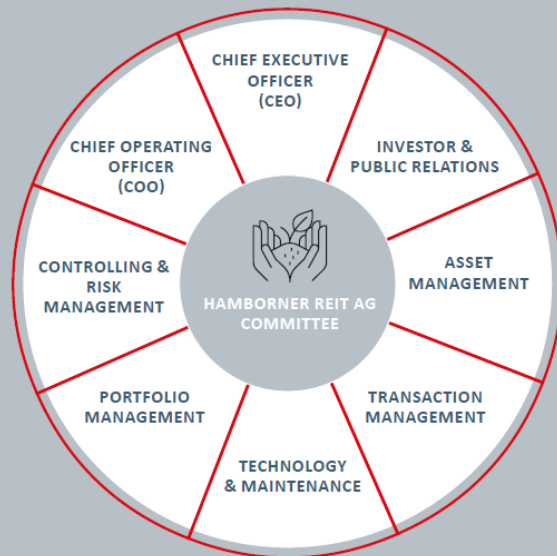 CHIEF EXECUTIVE
OFFICER
(CEO)
INVESTOR &
PUBLIC RELATIONS
ASSET
MANAGEMENT
TRANSACTION
MANAGEMENT
TECHNOLOGY
& MAINTENANCE
PORTFOLIO
MANAGEMENT
CONTROLLING &
RISK
MANAGEMENT
CHIEF OPERATING
OFFICER
(COO)
HAMBORNER REIT AG
COMMITTEE